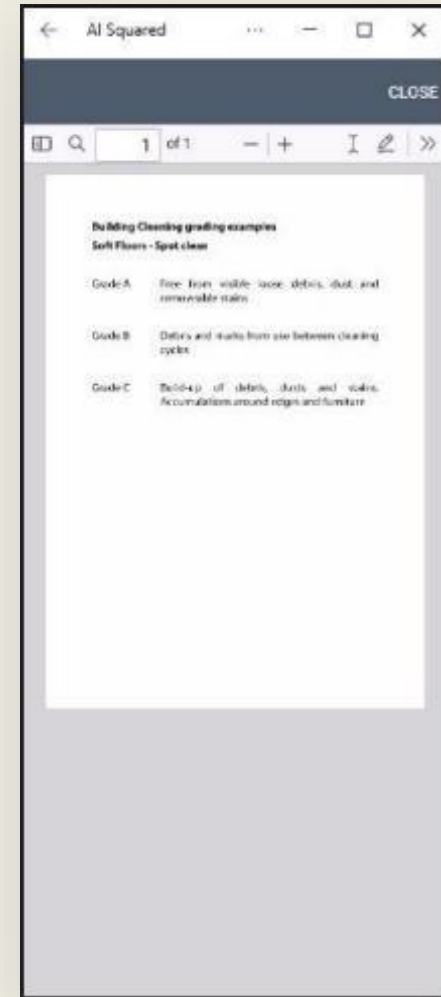 AI Squared
CLOSE
1 of 1
Building Cleaning grading examples
Soft Floors - Spot clean
Grade A Free from visible loose debris, dust and
removable stains
Grade B Debris and marks from use between cleaning
cycles
Grade C Build-up of debris, dusts and stains.
Accumulations around edges and furniture